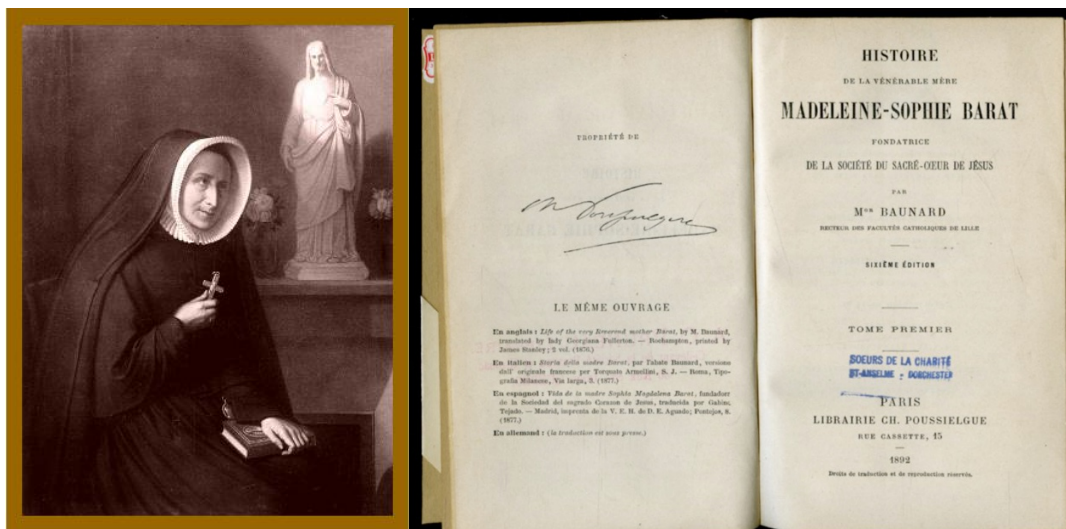 PROPRIÉTÉ DE
LE MÊME OUVRAGE
En anglais : Life of the very Reverend mother Barat, by M. Baunard,
translated by lady Georgiana Fullerton. — Roehampton, printed by
James Stanley ; 2 vol. (1876.)
En italien : Storia della madre Barat, per l'abate Baunard, versione
dell' originale francese per Torquato Armellini, S. J. — Roma, Tipo-
grafia Milanese, Via larga, 3. (1877.)
En espagnol : Vida de la madre Sophia Magdalena Barat, fundadora
de la Sociedad del sagrado Corazon de Jesus, traducida por Gabino
Tejado. — Madrid, imprenta de la V. E. H. de D. E. Aguado ; Pontejos, 8.
(1877.)
En allemand : (la traduction est sous presse.)
HISTOIRE
DE LA VÉNÉRABLE MÈRE
MADELEINE-SOPHIE BARAT
FONDATRICE
DE LA SOCIÉTÉ DU SACRÉ-CŒUR DE JÉSUS
PAR
Mgr BAUNARD
RECTEUR DES FACULTÉS CATHOLIQUES DE LILLE
SIXIÈME ÉDITION
TOME PREMIER
SOEURS DE LA CHARITÉ
ST-ANSELME - DORCHESTER
PARIS
LIBRAIRIE CH. POUSSIELGUE
RUE CASSETTE, 15
1892
Droits de traduction et de reproduction réservés.